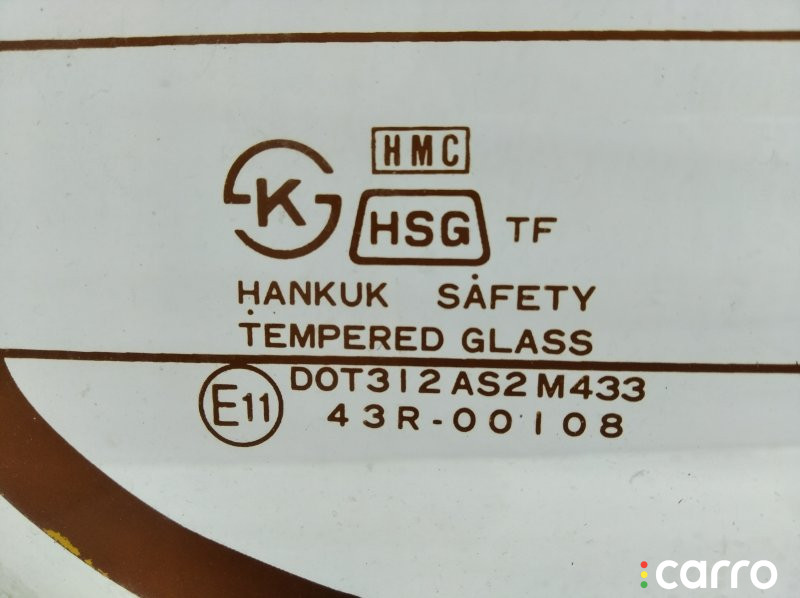 HMC
K HSG TF
HANKUK SAFETY
TEMPERED GLASS
E11 DOT312 AS2 M433
43R-00108
carro